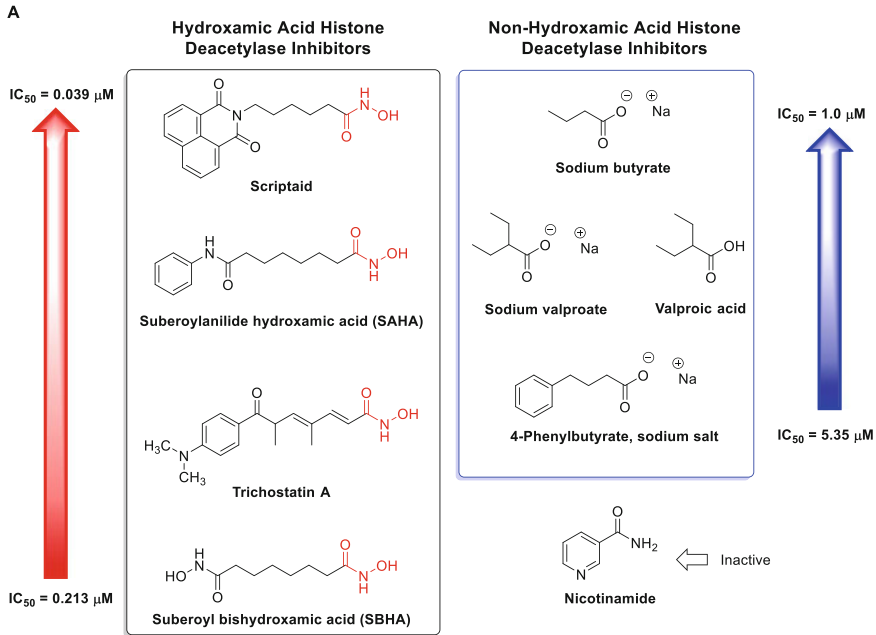 A
Hydroxamic Acid Histone
Deacetylase Inhibitors
Non-Hydroxamic Acid Histone
Deacetylase Inhibitors
IC50 = 0.039 μM
O
N
O
H
N
OH
O
Scriptaid
H
N
O
O
N
H
OH
Suberoylanilide hydroxamic acid (SAHA)
O
H3C
N
CH3
O
N
H
OH
Trichostatin A
HO
H
N
O
O
N
H
OH
Suberoyl bishydroxamic acid (SBHA)
IC50 = 0.213 μM
O
O
⊖
⊕
Na
Sodium butyrate
O
O
⊖
⊕
Na
Sodium valproate
OH
O
Valproic acid
O
O
⊖
⊕
Na
4-Phenylbutyrate, sodium salt
IC50 = 1.0 μM
IC50 = 5.35 μM
O
NH2
N
Inactive
Nicotinamide